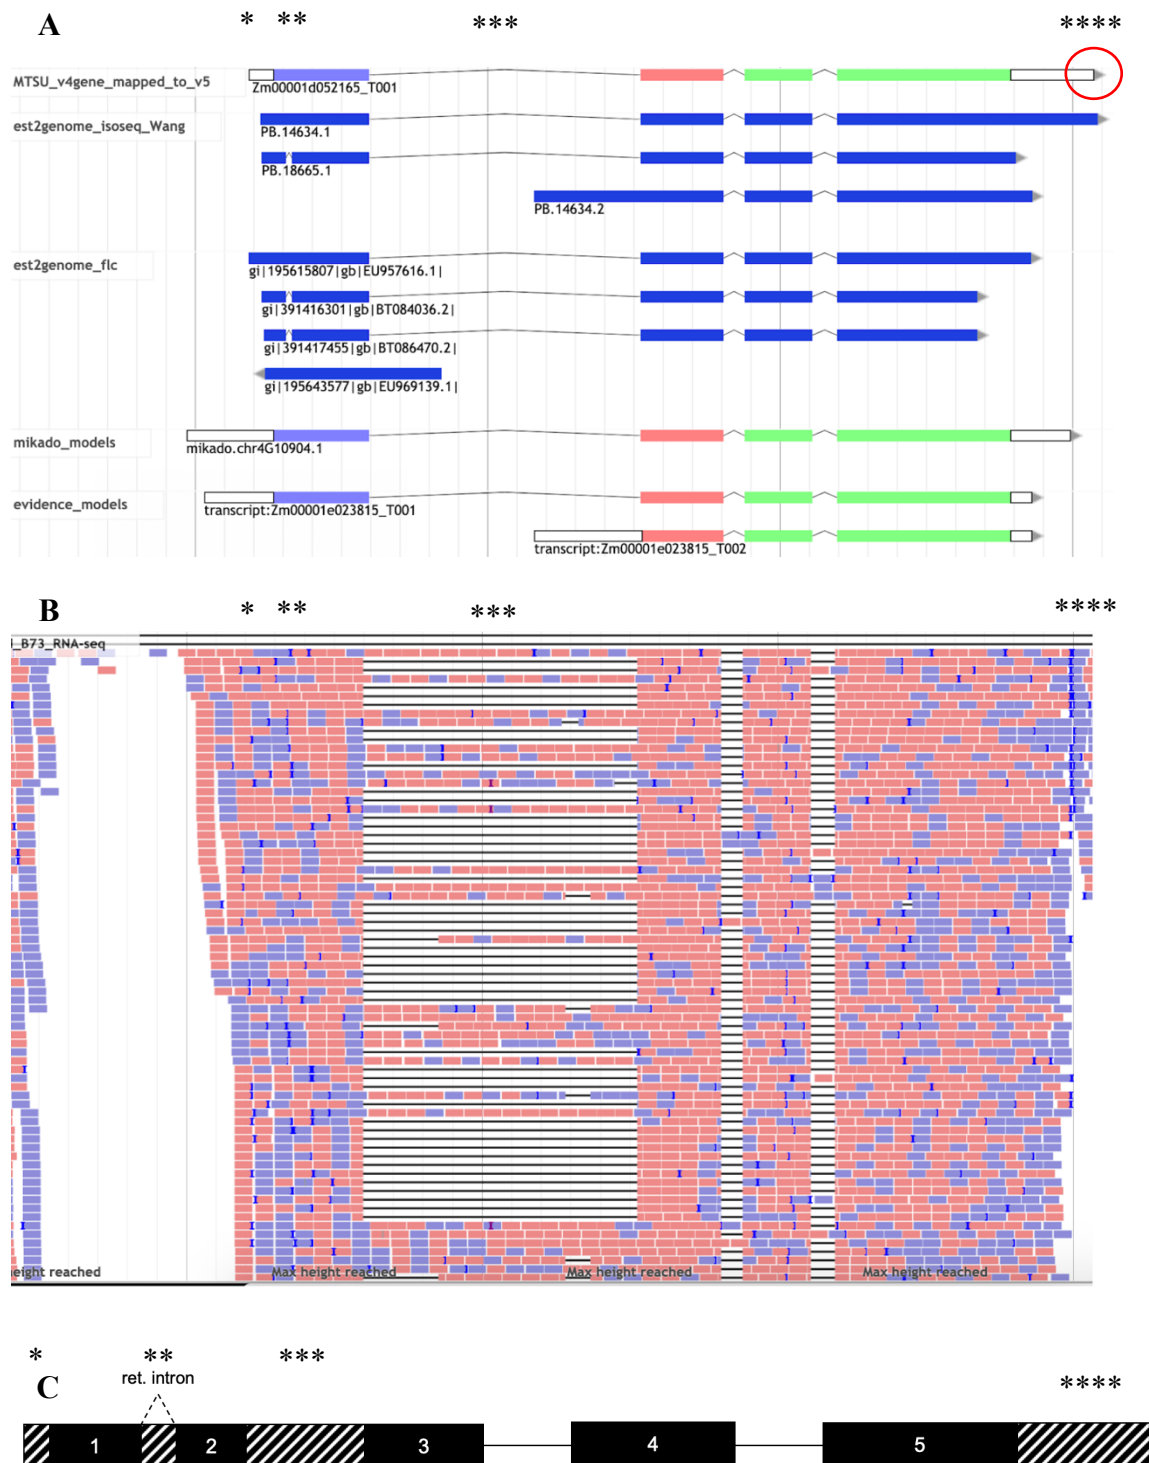 A
* ** *** ****
MTSU_v4gene_mapped_to_v5
Zm00001d052165_T001
est2genome_isoseq_Wang
PB.14634.1
PB.18665.1
PB.14634.2
est2genome_flc
gi|195615807|gb|EU957616.1|
gi|391416301|gb|BT084036.2|
gi|391417455|gb|BT086470.2|
gi|195643577|gb|EU969139.1|
mikado_models
mikado.chr4G10904.1
evidence_models
transcript:Zm00001e023815_T001
transcript:Zm00001e023815_T002
B
* ** *** ****
_B73_RNA-seq
eight reached Max height reached Max height reached Max height reached
* ** *** ****
ret. intron
C
1 2 3 4 5